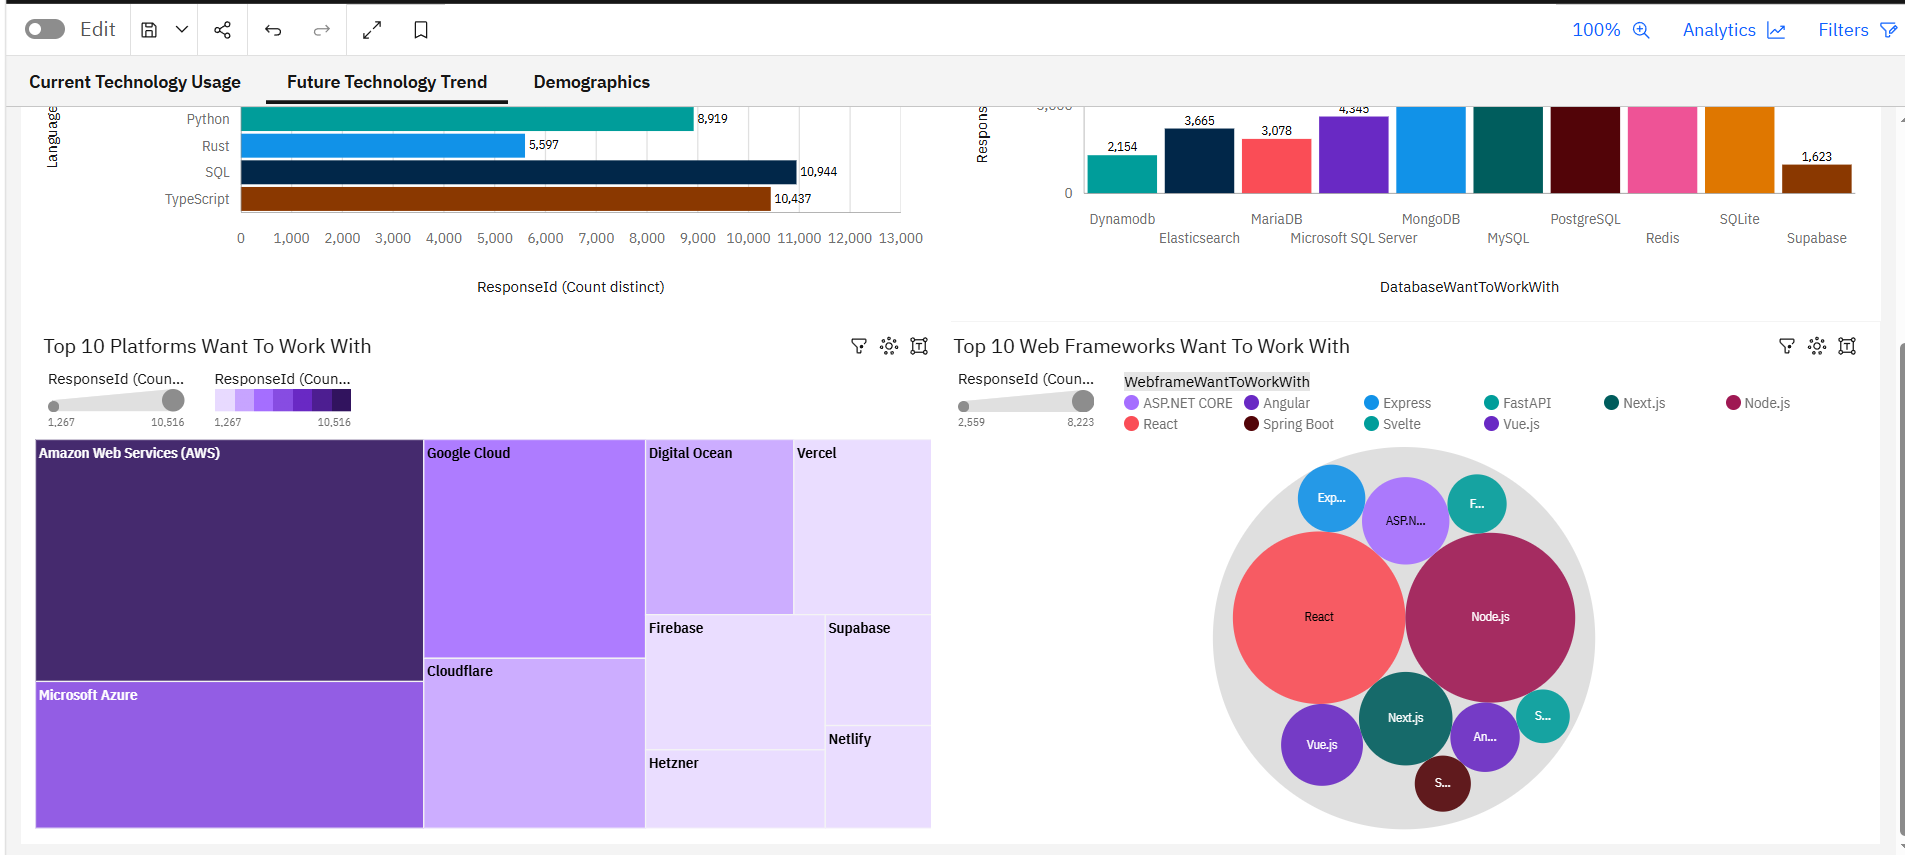 Edit
100%
Analytics
Filters
Current Technology Usage
Future Technology Trend
Demographics
Language
Python
8,919
Rust
5,597
SQL
10,944
TypeScript
10,437
0 1,000 2,000 3,000 4,000 5,000 6,000 7,000 8,000 9,000 10,000 11,000 12,000 13,000
ResponseId (Count distinct)
Respons
5,000
0
2,154
3,665
3,078
4,345
1,623
Dynamodb
MariaDB
MongoDB
PostgreSQL
SQLite
Elasticsearch
Microsoft SQL Server
MySQL
Redis
Supabase
DatabaseWantToWorkWith
Top 10 Platforms Want To Work With
ResponseId (Coun...
ResponseId (Coun...
1,267
10,516
1,267
10,516
Amazon Web Services (AWS)
Google Cloud
Digital Ocean
Vercel
Firebase
Supabase
Cloudflare
Microsoft Azure
Netlify
Hetzner
Top 10 Web Frameworks Want To Work With
ResponseId (Coun...
2,559
8,223
WebframeWantToWorkWith
ASP.NET CORE
Angular
Express
FastAPI
Next.js
Node.js
React
Spring Boot
Svelte
Vue.js
Exp...
ASP.N...
F...
React
Node.js
Next.js
S...
Vue.js
An...
S...